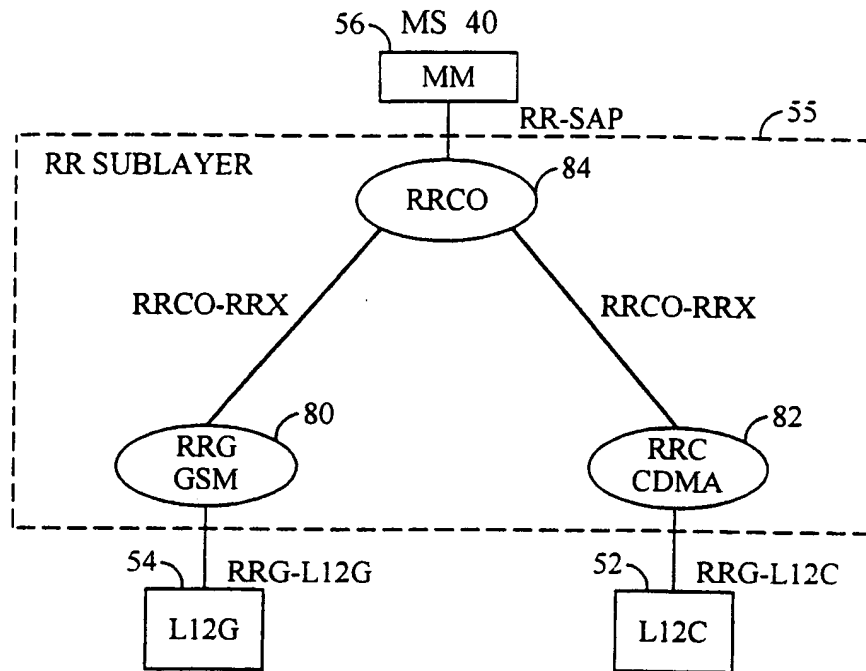 MS 40
56
MM
RR-SAP
55
RR SUBLAYER
84
RRCO
RRCO-RRX
RRCO-RRX
80
82
RRG
GSM
RRC
CDMA
54
RRG-L12G
52
RRG-L12C
L12G
L12C